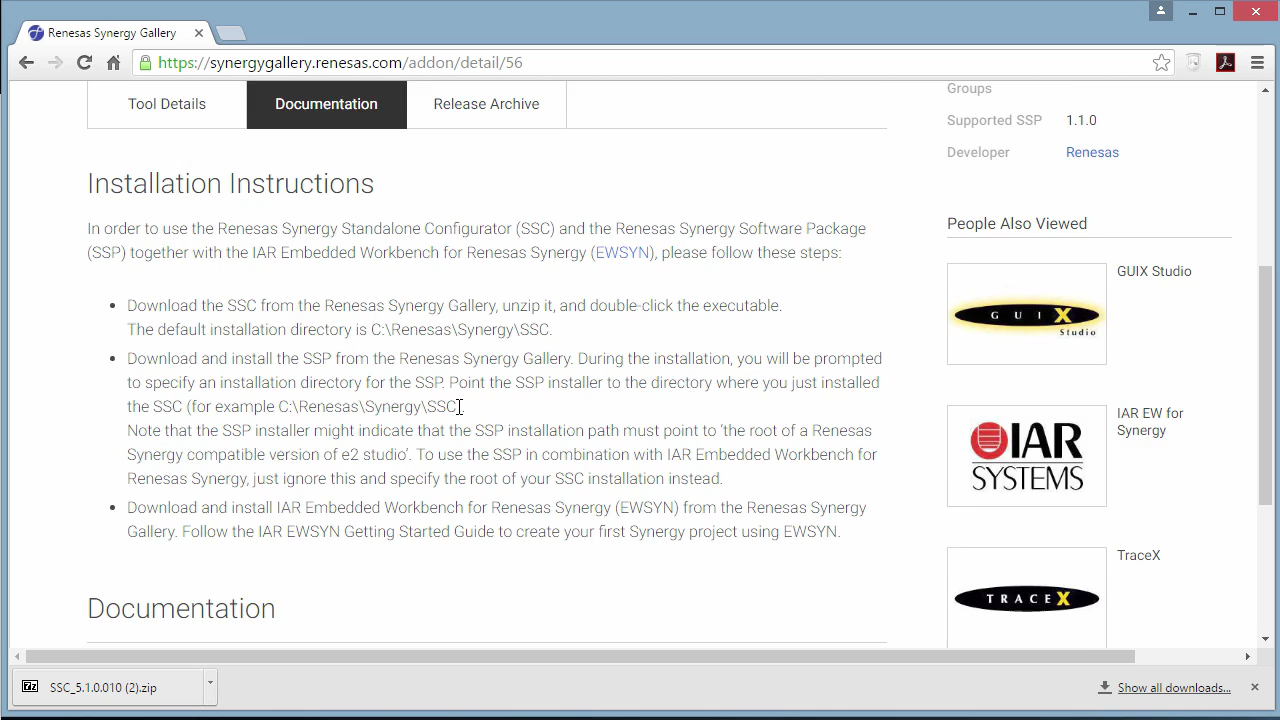 Renesas Synergy Gallery
https://synergygallery.renesas.com/addon/detail/56
Tool Details
Documentation
Release Archive
Groups
Supported SSP 1.1.0
Developer Renesas
Installation Instructions
In order to use the Renesas Synergy Standalone Configurator (SSC) and the Renesas Synergy Software Package
(SSP) together with the IAR Embedded Workbench for Renesas Synergy (EWSYN), please follow these steps:
Download the SSC from the Renesas Synergy Gallery, unzip it, and double-click the executable.
The default installation directory is C:\Renesas\Synergy\SSC.
Download and install the SSP from the Renesas Synergy Gallery. During the installation, you will be prompted
to specify an installation directory for the SSP. Point the SSP installer to the directory where you just installed
the SSC (for example C:\Renesas\Synergy\SSC
Note that the SSP installer might indicate that the SSP installation path must point to ‘the root of a Renesas
Synergy compatible version of e2 studio’. To use the SSP in combination with IAR Embedded Workbench for
Renesas Synergy, just ignore this and specify the root of your SSC installation instead.
Download and install IAR Embedded Workbench for Renesas Synergy (EWSYN) from the Renesas Synergy
Gallery. Follow the IAR EWSYN Getting Started Guide to create your first Synergy project using EWSYN.
Documentation
People Also Viewed
GUIX
Studio
GUIX Studio
IAR
SYSTEMS
IAR EW for
Synergy
TRACEX
TraceX
SSC_5.1.0.010 (2).zip
Show all downloads...